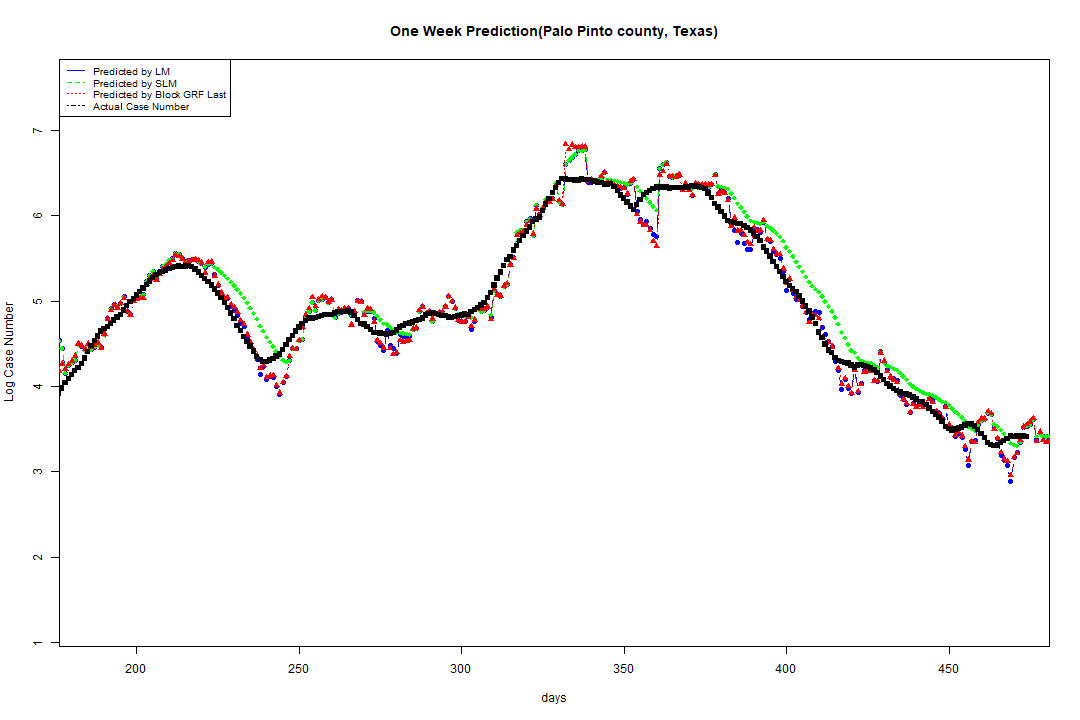 One Week Prediction(Palo Pinto county, Texas)
Predicted by LM
Predicted by SLM
Predicted by Block GRF Last
Actual Case Number
7
6
5
4
3
2
1
Log Case Number
200 250 300 350 400 450
days